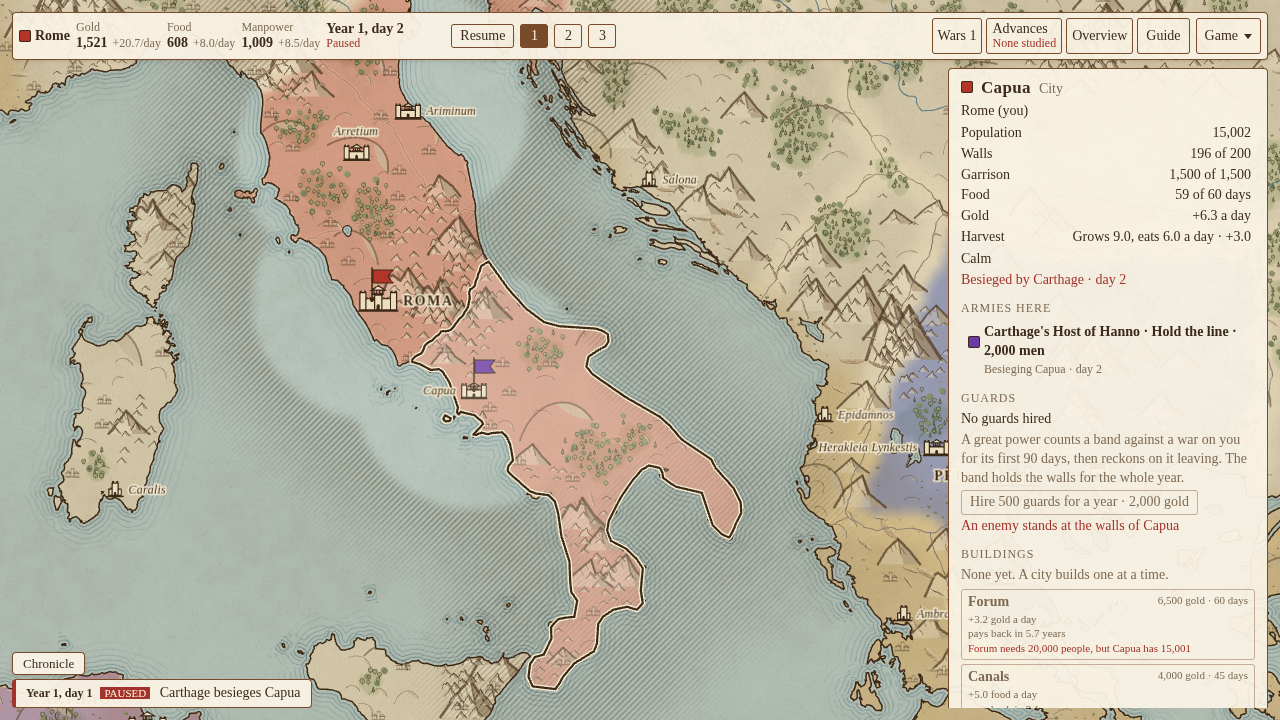 Rome
Gold
1,521 +20.7/day
Food
608 +8.0/day
Manpower
1,009 +8.5/day
Year 1, day 2
Paused
Resume
1
2
3
Wars 1
Advances
None studied
Overview
Guide
Game
Ariminum
Arretium
Salona
ROMA
Capua
Epidamnos
Herakleia Lynkestis
Caralis
Capua City
Rome (you)
Population 15,002
Walls 196 of 200
Garrison 1,500 of 1,500
Food 59 of 60 days
Gold +6.3 a day
Harvest Grows 9.0, eats 6.0 a day · +3.0
Calm
Besieged by Carthage · day 2
ARMIES HERE
Carthage's Host of Hanno · Hold the line ·
2,000 men
Besieging Capua · day 2
GUARDS
No guards hired
A great power counts a band against a war on you
for its first 90 days, then reckons on it leaving. The
band holds the walls for the whole year.
Hire 500 guards for a year · 2,000 gold
An enemy stands at the walls of Capua
BUILDINGS
None yet. A city builds one at a time.
Forum 6,500 gold · 60 days
+3.2 gold a day
pays back in 5.7 years
Forum needs 20,000 people, but Capua has 15,001
Canals 4,000 gold · 45 days
+5.0 food a day
Chronicle
Year 1, day 1 PAUSED Carthage besieges Capua